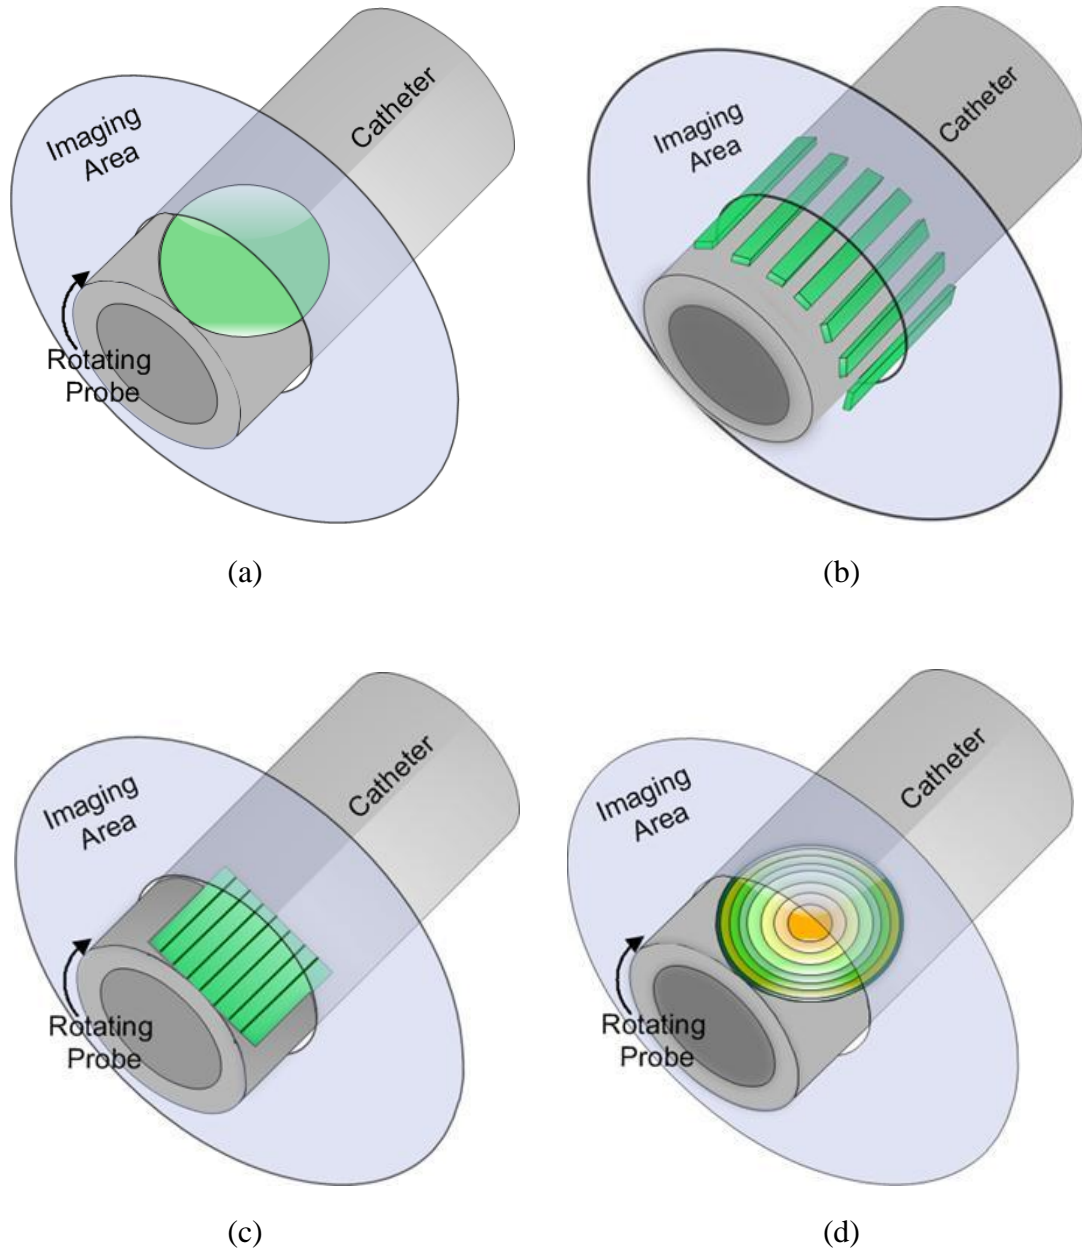 Imaging
Area
Catheter
Rotating
Probe
(a)
Imaging
Area
Catheter
(b)
Imaging
Area
Catheter
Rotating
Probe
(c)
Imaging
Area
Catheter
Rotating
Probe
(d)